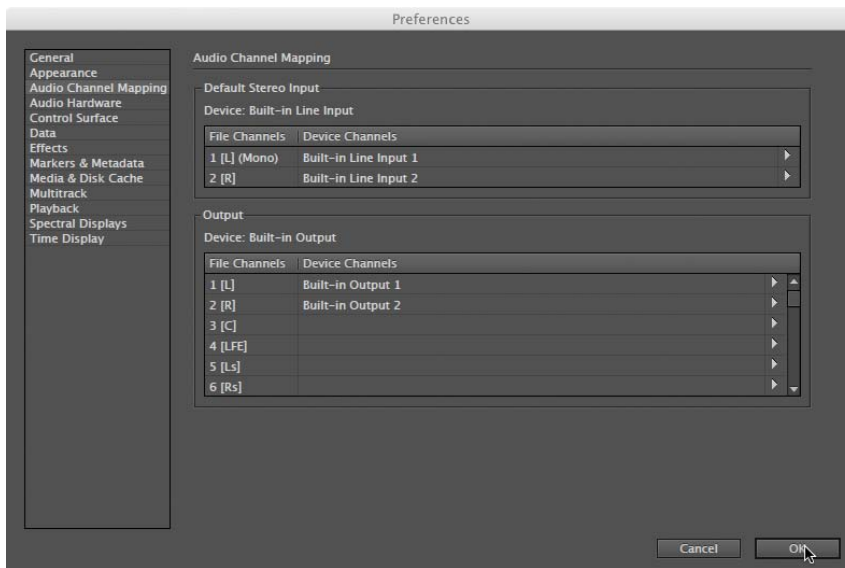 Preferences
General
Appearance
Audio Channel Mapping
Audio Hardware
Control Surface
Data
Effects
Markers & Metadata
Media & Disk Cache
Multitrack
Playback
Spectral Displays
Time Display
Audio Channel Mapping
Default Stereo Input
Device: Built-in Line Input
File Channels Device Channels
1 [L] (Mono) Built-in Line Input 1
2 [R] Built-in Line Input 2
Output
Device: Built-in Output
File Channels Device Channels
1 [L] Built-in Output 1
2 [R] Built-in Output 2
3 [C]
4 [LFE]
5 [Ls]
6 [Rs]
Cancel OK